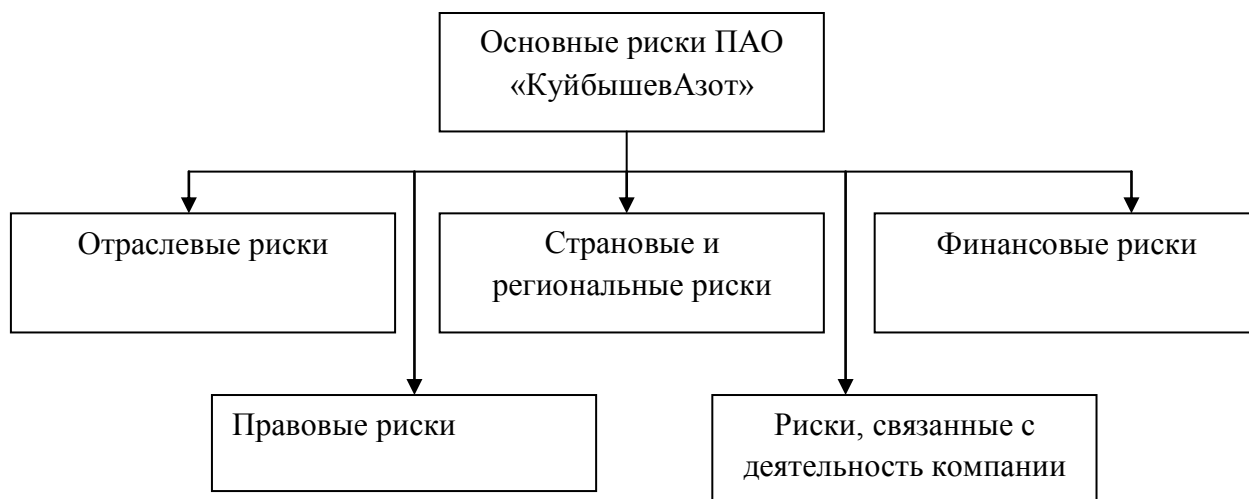 Основные риски ПАО
«КуйбышевАзот»
Отраслевые риски
Страновые и
региональные риски
Финансовые риски
Правовые риски
Риски, связанные с
деятельность компании